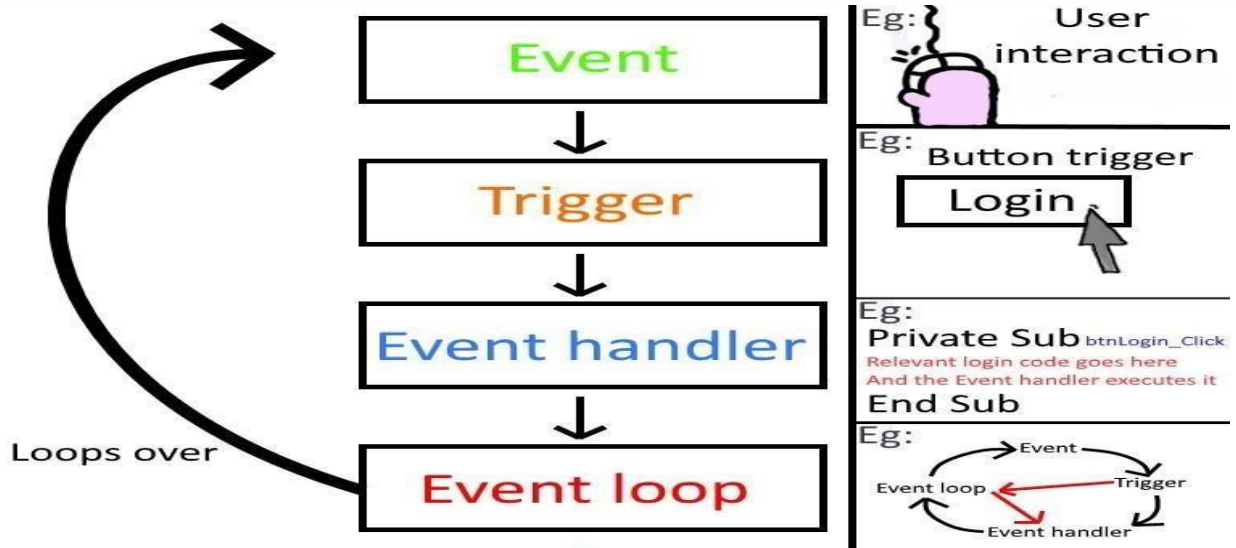 Event
Trigger
Event handler
Event loop
Loops over
Eg: User
interaction
Eg:
Button trigger
Login
Eg:
Private Sub btnLogin_Click
Relevant login code goes here
And the Event handler executes it
End Sub
Eg:
Event
Event loop Trigger
Event handler